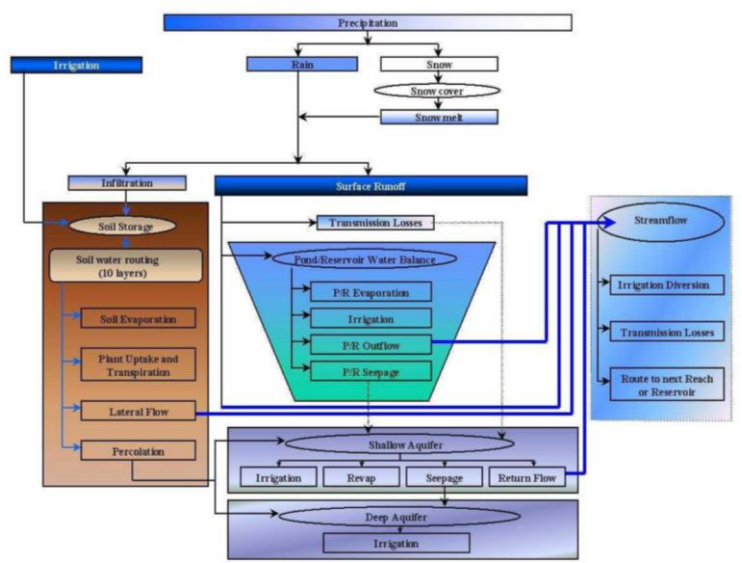 Precipitation
Irrigation
Rain
Snow
Snow cover
Snow melt
Infiltration
Surface Runoff
Soil Storage
Transmission Losses
Streamflow
Soil water routing
(10 layers)
Pond/Reservoir Water Balance
P/R Evaporation
Irrigation
P/R Outflow
P/R Seepage
Irrigation Diversion
Transmission Losses
Route to next Reach
or Reservoir
Soil Evaporation
Plant Uptake and
Transpiration
Lateral Flow
Percolation
Shallow Aquifer
Irrigation
Revap
Seepage
Return Flow
Deep Aquifer
Irrigation